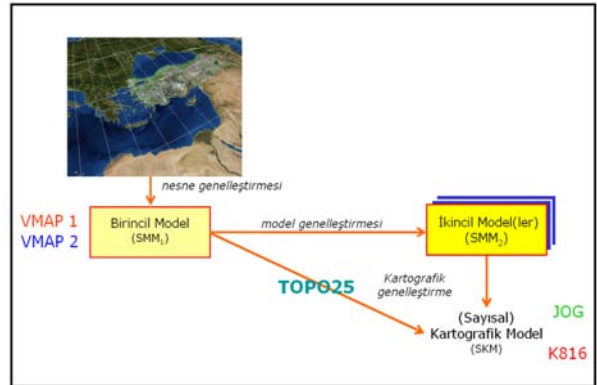 nesne genelleştirmesi
VMAP 1
VMAP 2
Birincil Model
(SMM₁)
model genelleştirmesi
İkincil Model(ler)
(SMM₂)
TOPO25
Kartografik
genelleştirme
(Sayısal)
Kartografik Model
(SKM)
JOG
K816